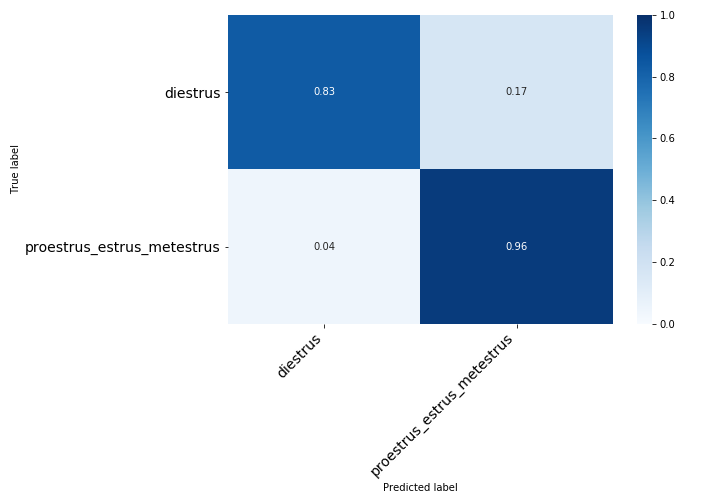 True label
diestrus
0.83
0.17
proestrus_estrus_metestrus
0.04
0.96
diestrus
proestrus_estrus_metestrus
Predicted label
1.0
0.8
0.6
0.4
0.2
0.0